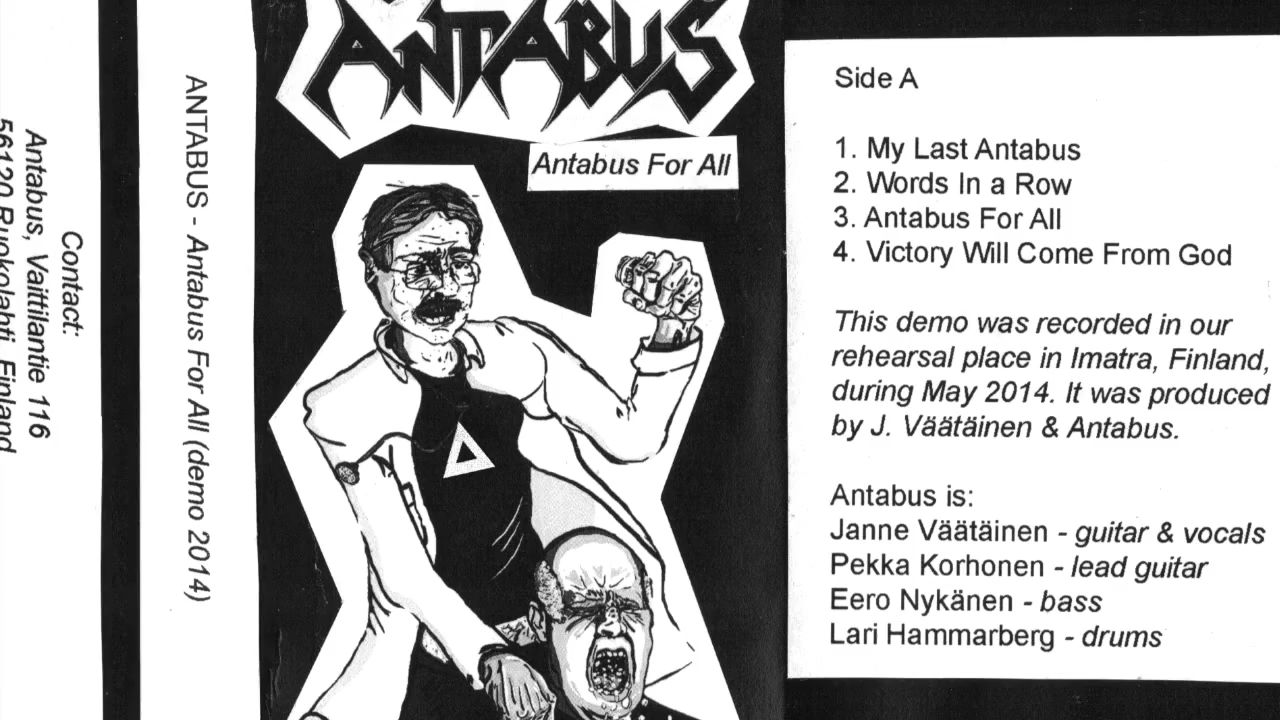 Contact:
Antabus, Vaittilantie 116
56120 Ruokolahti, Finland
ANTABUS - Antabus For All (demo 2014)
ANTABUS
Antabus For All
Side A
1. My Last Antabus
2. Words In a Row
3. Antabus For All
4. Victory Will Come From God
This demo was recorded in our
rehearsal place in Imatra, Finland,
during May 2014. It was produced
by J. Väätäinen & Antabus.
Antabus is:
Janne Väätäinen - guitar & vocals
Pekka Korhonen - lead guitar
Eero Nykänen - bass
Lari Hammarberg - drums